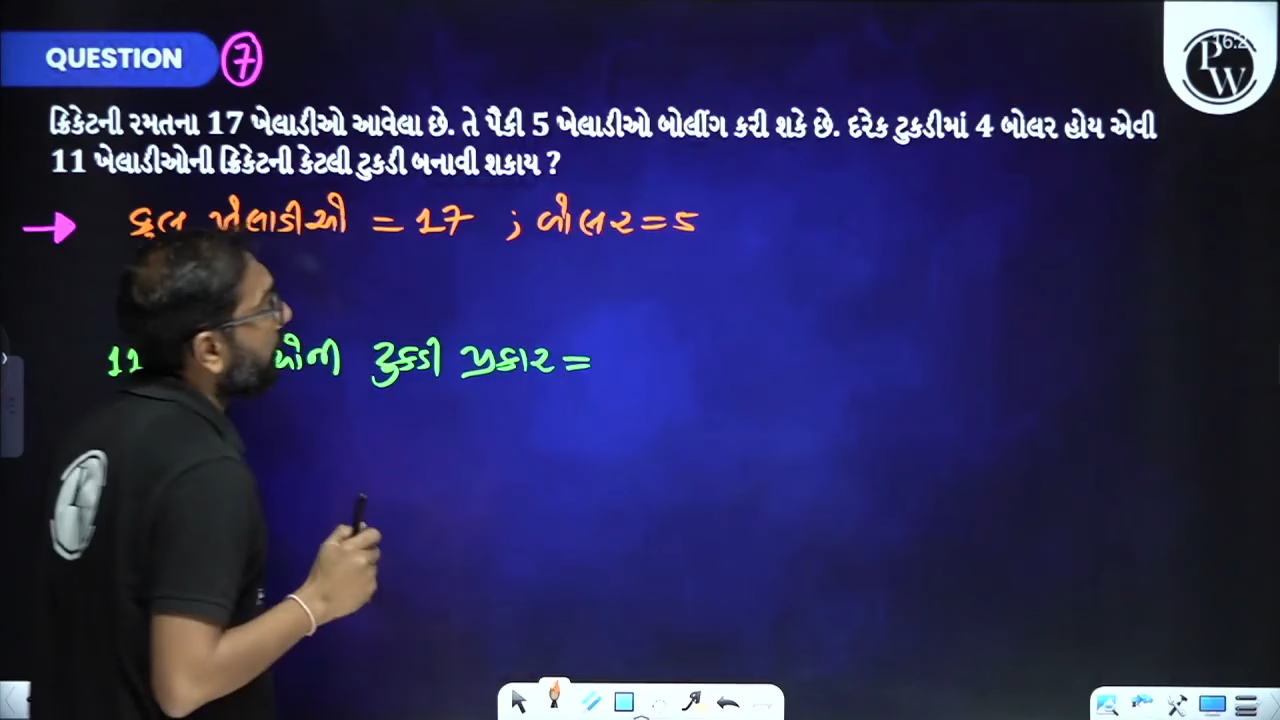 QUESTION 7
ક્રિકેટની રમતના 17 ખેલાડીઓ આવેલા છે. તે પૈકી 5 ખેલાડીઓ બોલીંગ કરી શકે છે. દરેક ટુકડીમાં 4 બોલર હોય એવી
11 ખેલાડીઓની ક્રિકેટની કેટલી ટુકડી બનાવી શકાય ?
કુલ ખેલાડીઓ = 17 ; બોલર = 5
11 ટુકડી પ્રકાર =
PW